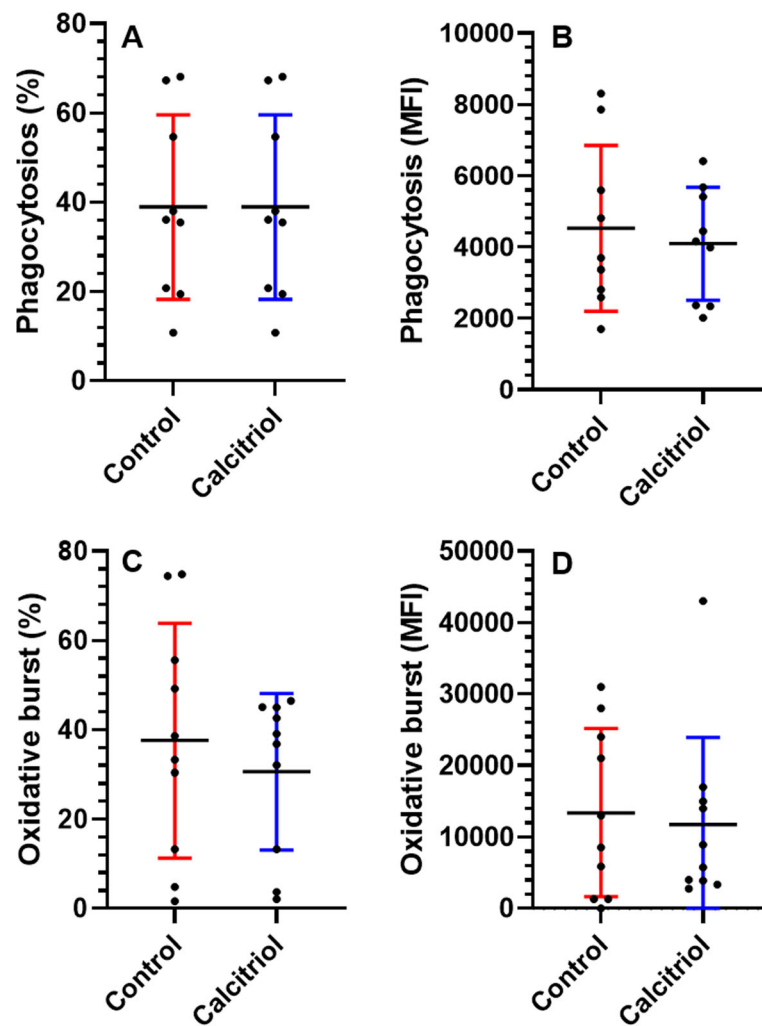 A
Phagocytosios (%)
80
60
40
20
0
Control
Calcitriol
B
Phagocytosis (MFI)
10000
8000
6000
4000
2000
0
Control
Calcitriol
C
Oxidative burst (%)
80
60
40
20
0
Control
Calcitriol
D
Oxidative burst (MFI)
50000
40000
30000
20000
10000
0
Control
Calcitriol